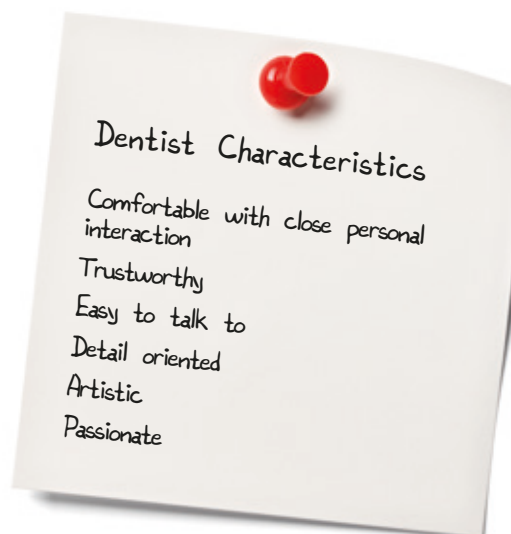 Dentist Characteristics
Comfortable with close personal
interaction
Trustworthy
Easy to talk to
Detail oriented
Artistic
Passionate